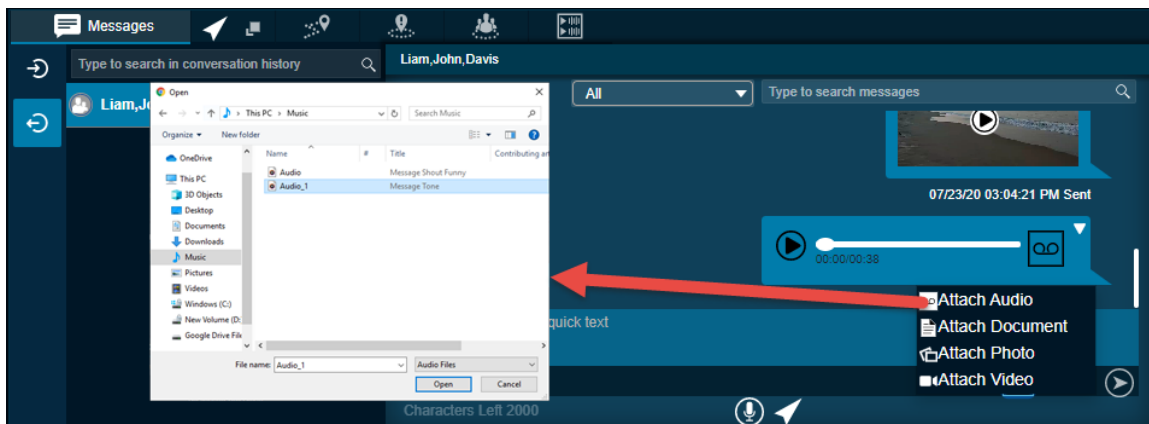 Messages
Type to search in conversation history
Liam,John,Davis
Liam,Jo
All
Type to search messages
07/23/20 03:04:21 PM Sent
00:00/00:38
Attach Audio
Attach Document
Attach Photo
Attach Video
quick text
Characters Left 2000
Open
This PC › Music
Search Music
Organize
New folder
Name
#
Title
Contributing ar
OneDrive
This PC
3D Objects
Desktop
Documents
Downloads
Music
Pictures
Videos
Windows (C:)
New Volume (D:
Google Drive File
Audio
Message Shout Funny
Audio_1
Message Tone
File name:
Audio_1
Audio Files
Open
Cancel